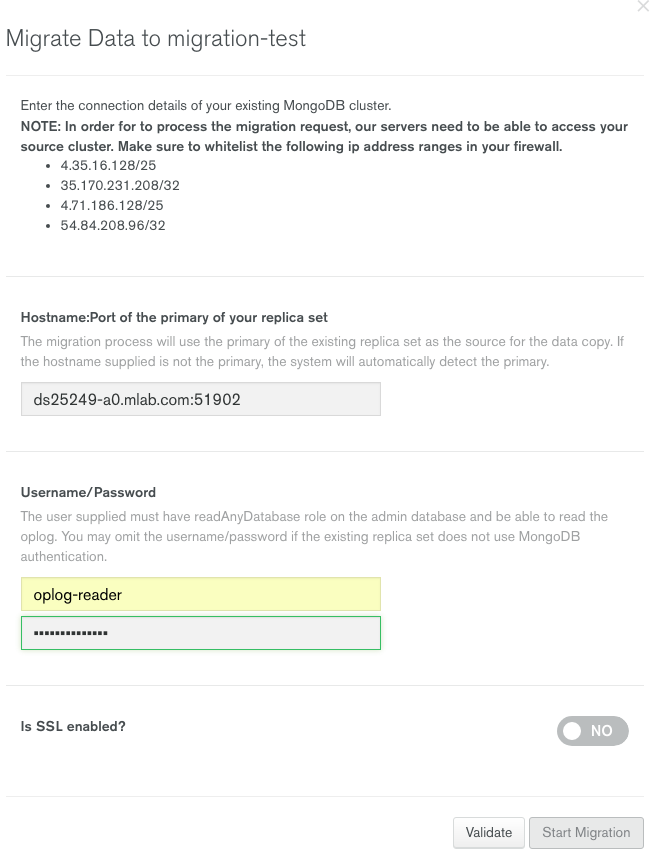 Migrate Data to migration-test
Enter the connection details of your existing MongoDB cluster.
NOTE: In order for to process the migration request, our servers need to be able to access your
source cluster. Make sure to whitelist the following ip address ranges in your firewall.
• 4.35.16.128/25
• 35.170.231.208/32
• 4.71.186.128/25
• 54.84.208.96/32
Hostname:Port of the primary of your replica set
The migration process will use the primary of the existing replica set as the source for the data copy. If
the hostname supplied is not the primary, the system will automatically detect the primary.
ds25249-a0.mlab.com:51902
Username/Password
The user supplied must have readAnyDatabase role on the admin database and be able to read the
oplog. You may omit the username/password if the existing replica set does not use MongoDB
authentication.
oplog-reader
••••••••••••••
Is SSL enabled?
NO
Validate
Start Migration